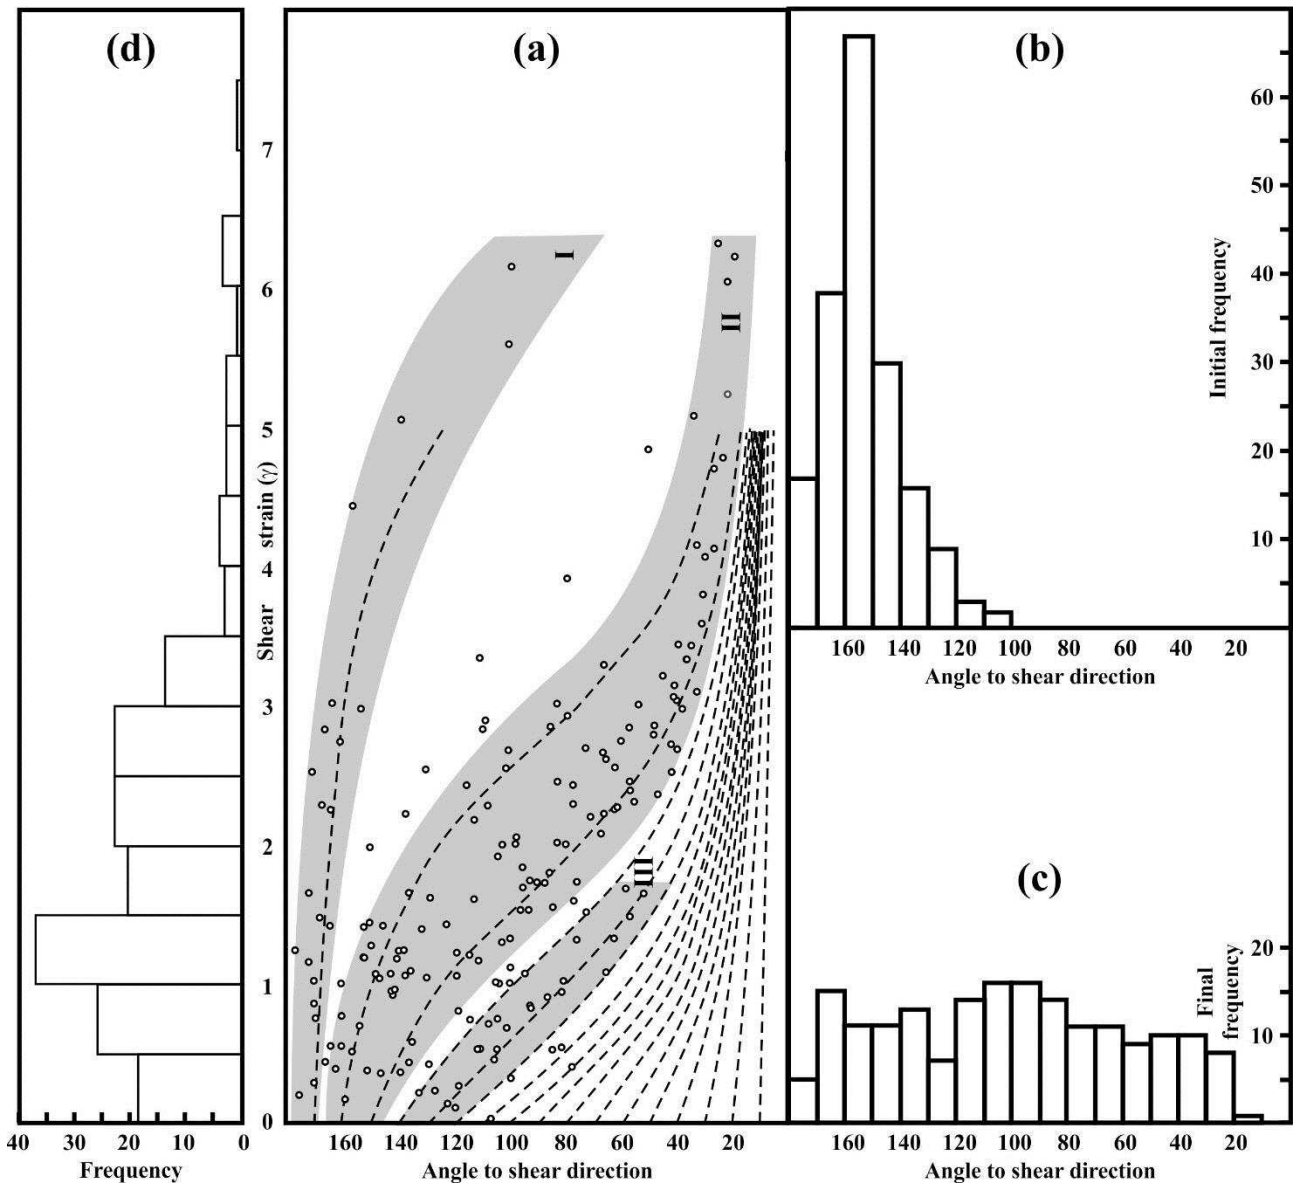 (d)
(a)
(b)
(c)
7
6
5
4
3
2
1
0
Shear strain (γ)
40 30 20 10 0
Frequency
I
II
III
160 140 120 100 80 60 40 20
Angle to shear direction
60
50
40
30
20
10
Initial frequency
160 140 120 100 80 60 40 20
Angle to shear direction
20
10
Final
frequency
160 140 120 100 80 60 40 20
Angle to shear direction